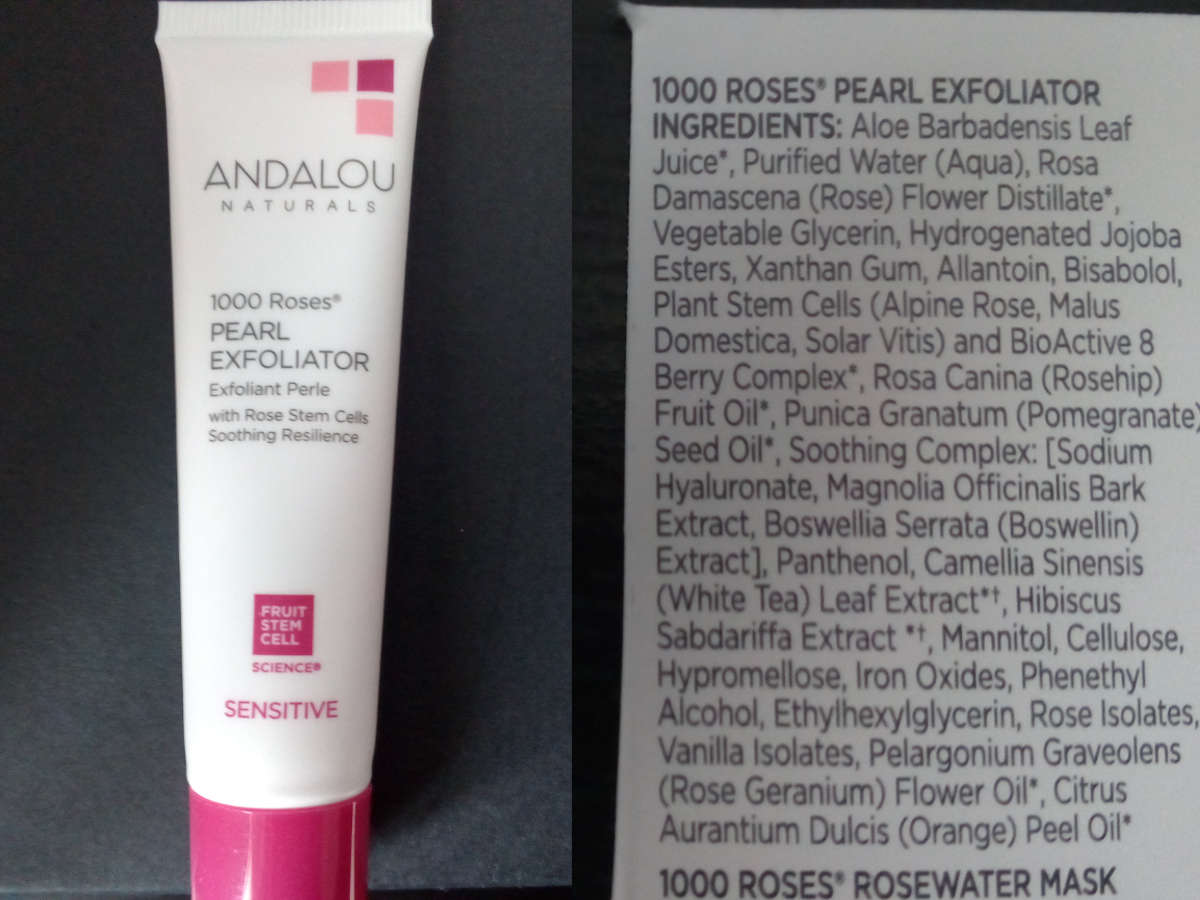 ANDALOU
NATURALS
1000 Roses®
PEARL
EXFOLIATOR
Exfoliant Perle
with Rose Stem Cells
Soothing Resilience
FRUIT
STEM
CELL
SCIENCE®
SENSITIVE
1000 ROSES® PEARL EXFOLIATOR
INGREDIENTS: Aloe Barbadensis Leaf
Juice*, Purified Water (Aqua), Rosa
Damascena (Rose) Flower Distillate*,
Vegetable Glycerin, Hydrogenated Jojoba
Esters, Xanthan Gum, Allantoin, Bisabolol,
Plant Stem Cells (Alpine Rose, Malus
Domestica, Solar Vitis) and BioActive 8
Berry Complex*, Rosa Canina (Rosehip)
Fruit Oil*, Punica Granatum (Pomegranate)
Seed Oil*, Soothing Complex: [Sodium
Hyaluronate, Magnolia Officinalis Bark
Extract, Boswellia Serrata (Boswellin)
Extract], Panthenol, Camellia Sinensis
(White Tea) Leaf Extract*†, Hibiscus
Sabdariffa Extract *†, Mannitol, Cellulose,
Hypromellose, Iron Oxides, Phenethyl
Alcohol, Ethylhexylglycerin, Rose Isolates,
Vanilla Isolates, Pelargonium Graveolens
(Rose Geranium) Flower Oil*, Citrus
Aurantium Dulcis (Orange) Peel Oil*
1000 ROSES® ROSEWATER MASK